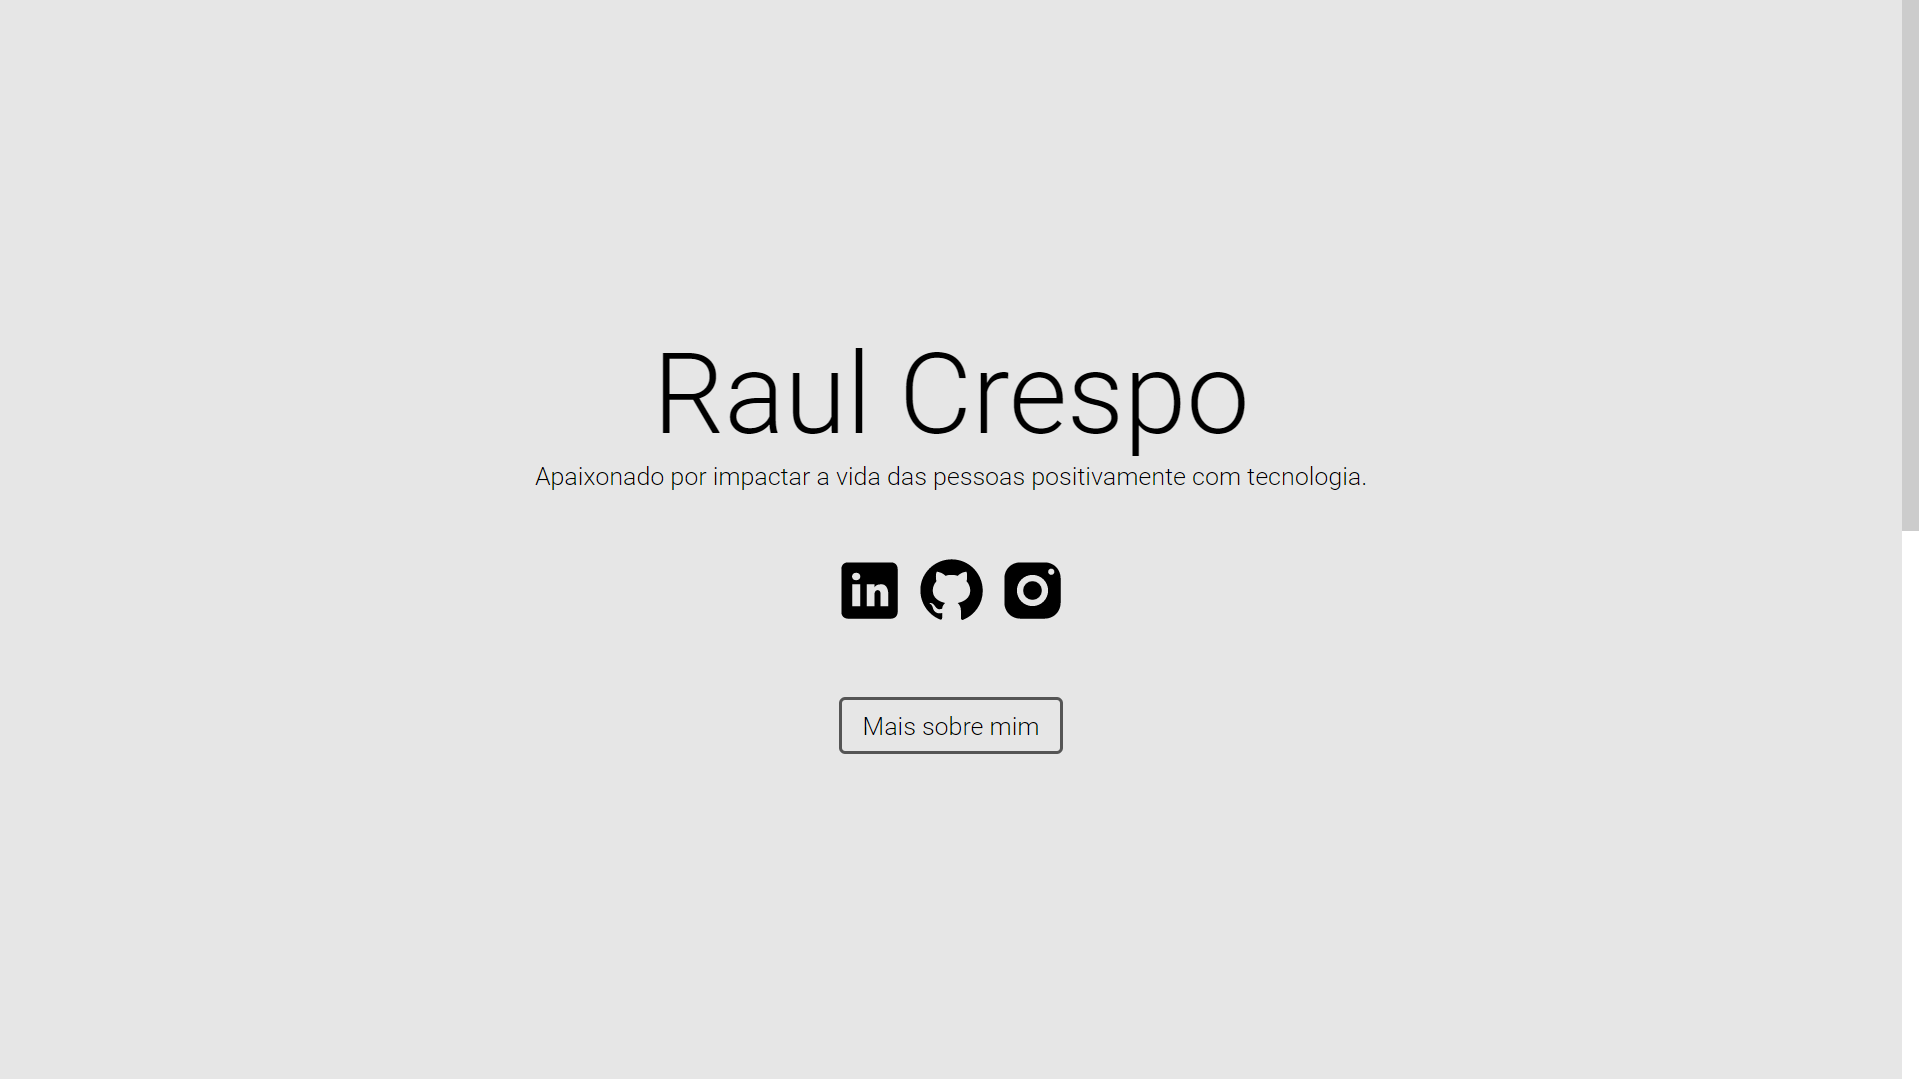 Raul Crespo
Apaixonado por impactar a vida das pessoas positivamente com tecnologia.
in
Mais sobre mim